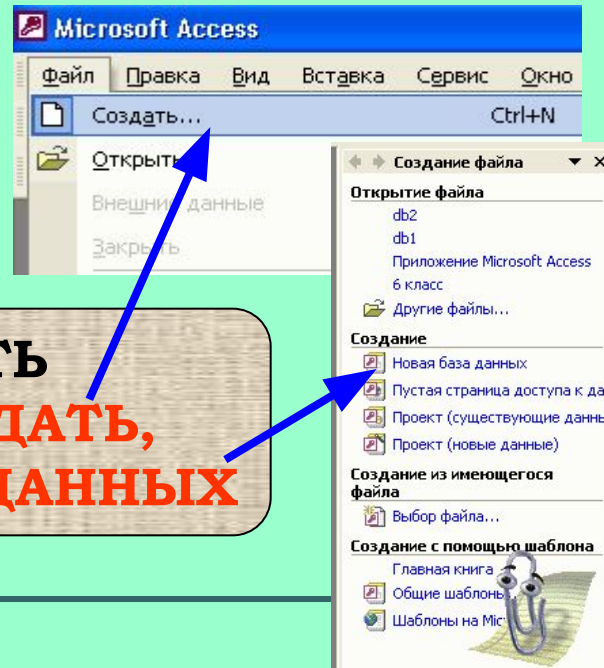 Microsoft Access
Файл Правка Вид Вставка Сервис Окно
Создать... Ctrl+N
Открыть
Внешние данные
Закрыть
Создание файла
Открытие файла
db2
db1
Приложение Microsoft Access
6 класс
Другие файлы...
Создание
Новая база данных
Пустая страница доступа к да
Проект (существующие данны
Проект (новые данные)
Создание из имеющегося
файла
Выбор файла...
Создание с помощью шаблона
Главная книга
Общие шаблоны
Шаблоны на Mic
ТЬ
ДАТЬ,
ДАННЫХ